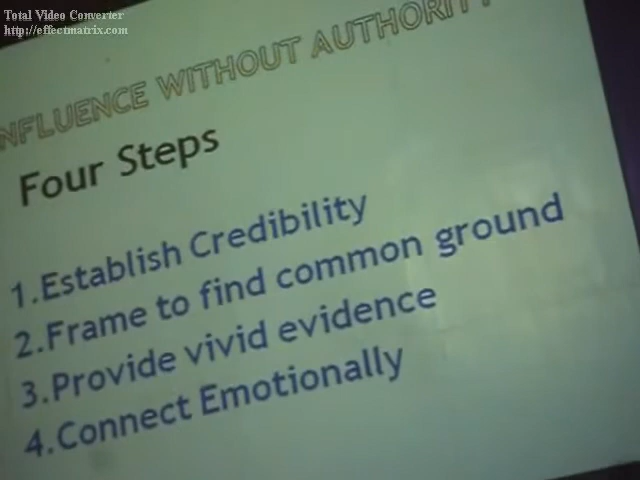 Total Video Converter
http://effectmatrix.com
NFLUENCE WITHOUT AUTHORITY
Four Steps
1.Establish Credibility
2.Frame to find common ground
3.Provide vivid evidence
4.Connect Emotionally